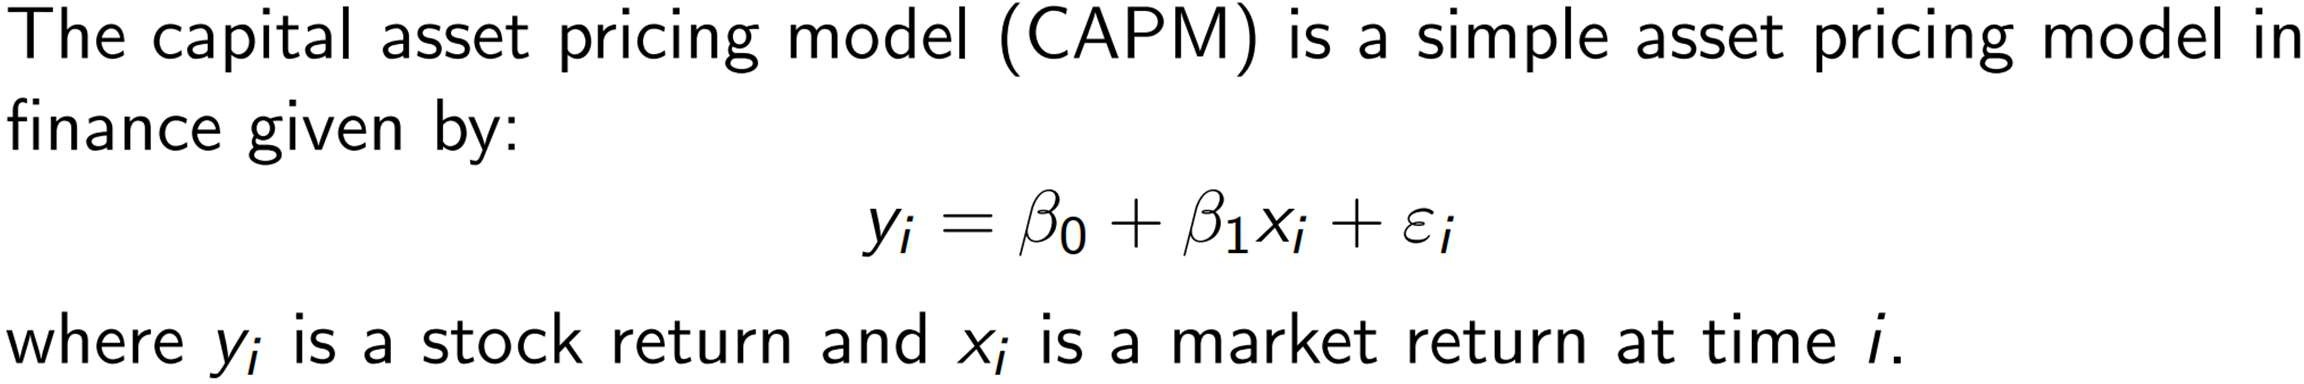 The capital asset pricing model (CAPM) is a simple asset pricing model in
finance given by:
yᵢ = β₀ + β₁xᵢ + εᵢ
where yᵢ is a stock return and xᵢ is a market return at time i.